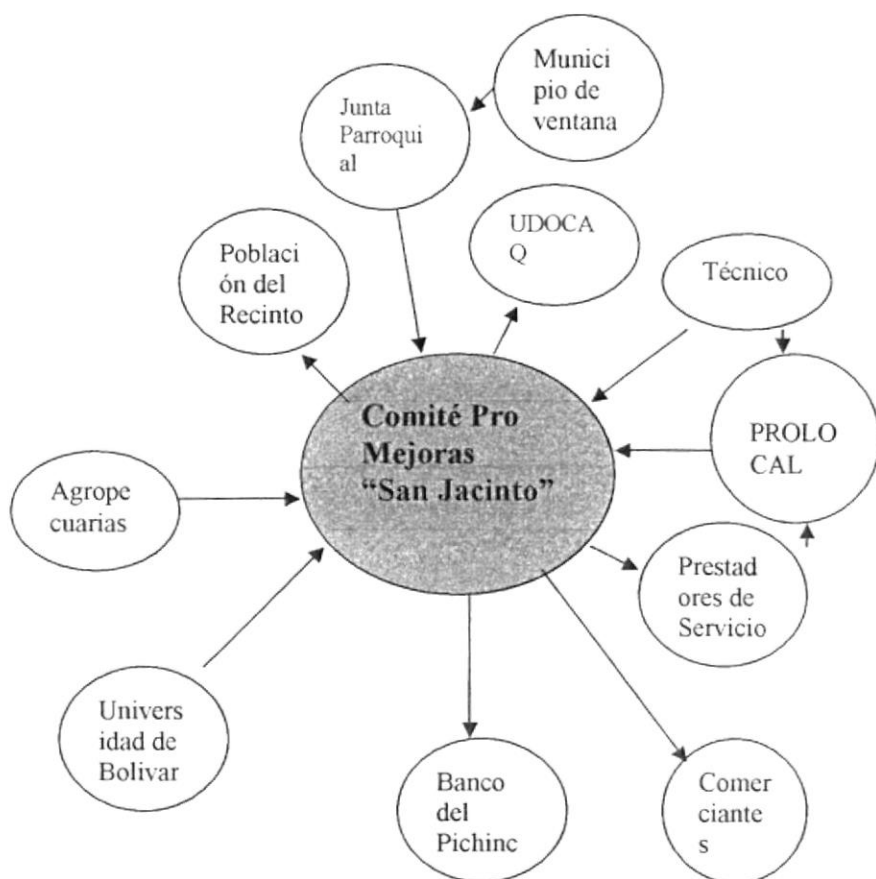 Munici
pio de
ventana
Junta
Parroqui
al
UDOCA
Q
Poblaci
ón del
Recinto
Técnico
Comité Pro
Mejoras
“San Jacinto”
PROLO
CAL
Agrope
cuarias
Prestad
ores de
Servicio
Univers
idad de
Bolivar
Banco
del
Pichinc
Comer
ciante
s